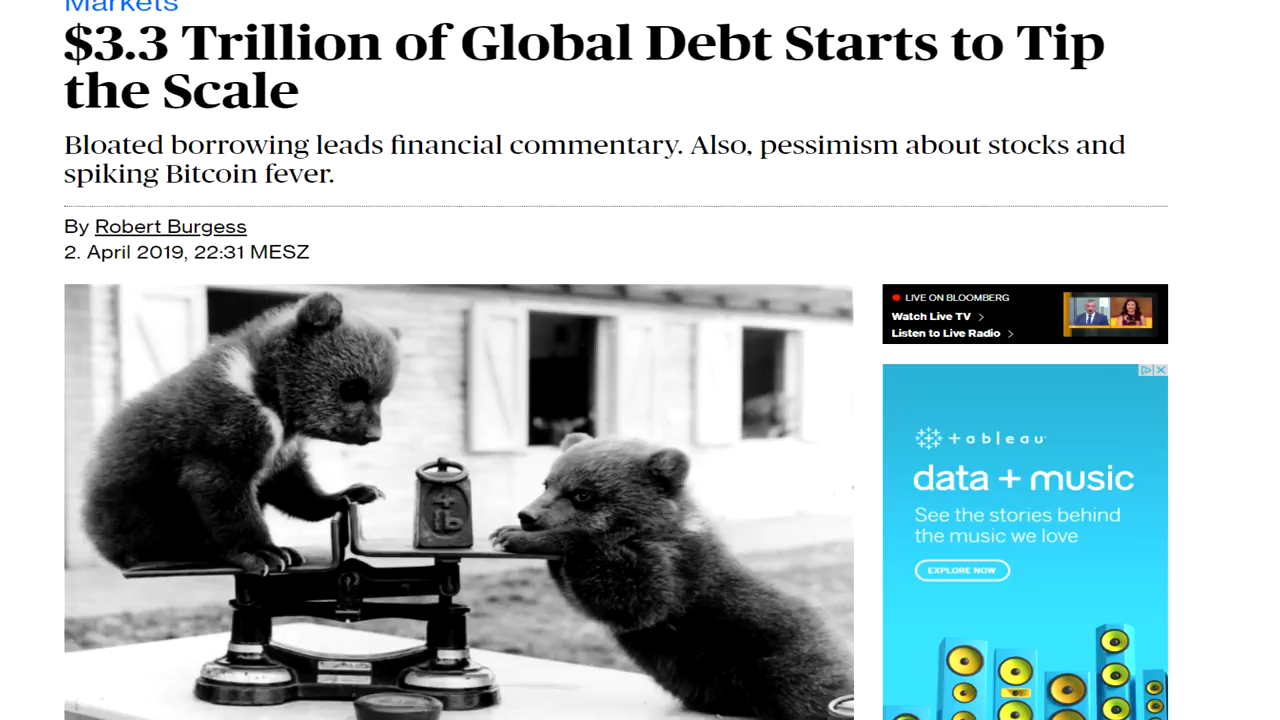 Markets
$3.3 Trillion of Global Debt Starts to Tip
the Scale
Bloated borrowing leads financial commentary. Also, pessimism about stocks and
spiking Bitcoin fever.
By Robert Burgess
2. April 2019, 22:31 MESZ
LIVE ON BLOOMBERG
Watch Live TV >
Listen to Live Radio >
+ableau
data + music
See the stories behind
the music we love
EXPLORE NOW
lb